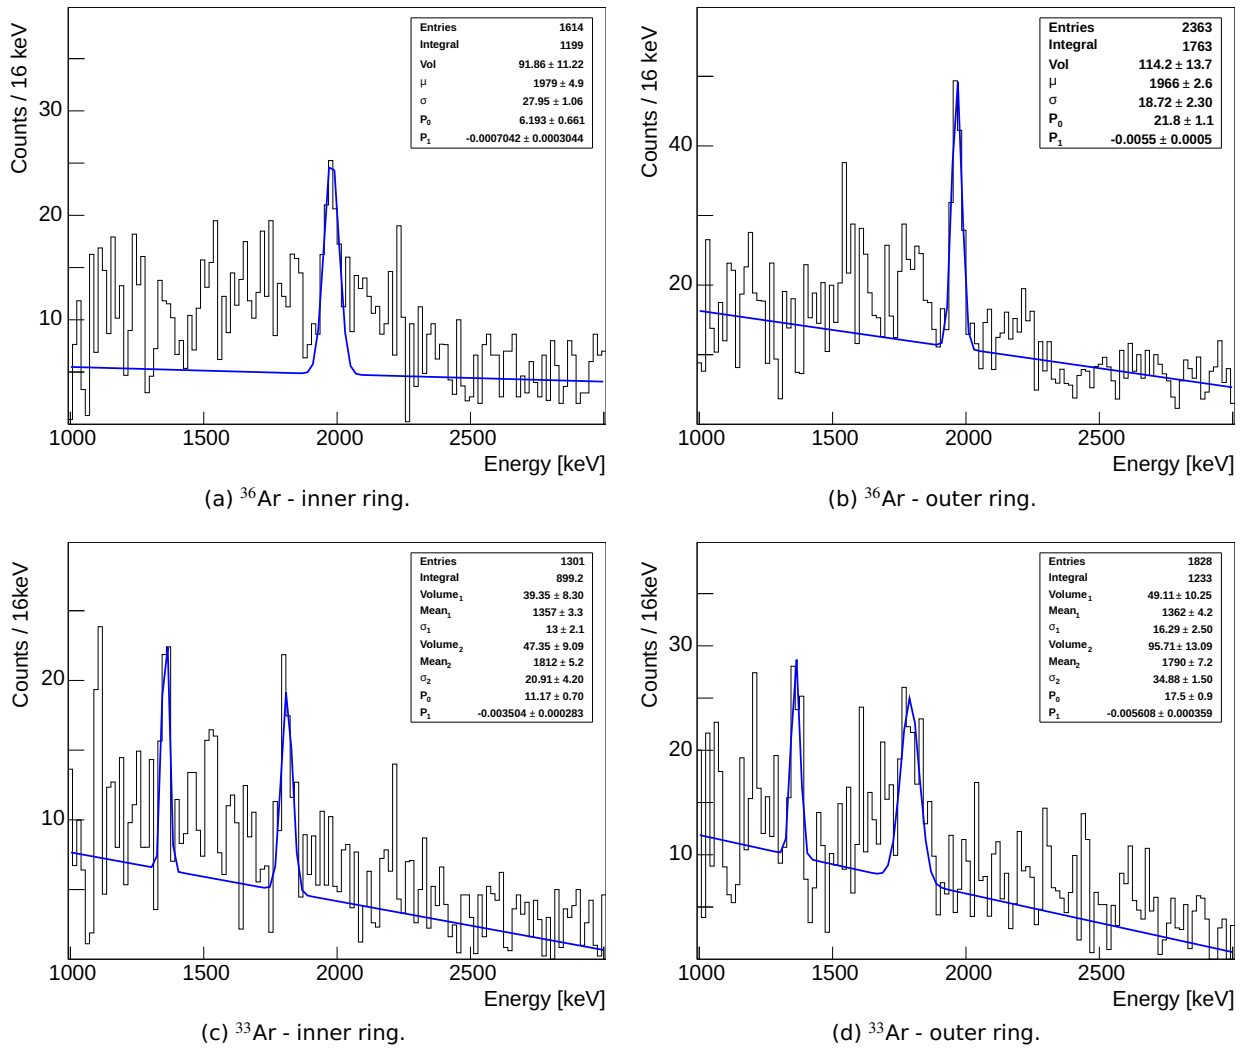 Counts / 16 keV
30
20
10
1000
1500
2000
2500
Energy [keV]
Entries 1614
Integral 1199
Vol 91.86 ± 11.22
μ 1979 ± 4.9
σ 27.95 ± 1.06
P0 6.193 ± 0.661
P1 -0.0007042 ± 0.0003044
(a) 36Ar - inner ring.
Counts / 16 keV
40
20
1000
1500
2000
2500
Energy [keV]
Entries 2363
Integral 1763
Vol 114.2 ± 13.7
μ 1966 ± 2.6
σ 18.72 ± 2.30
P0 21.8 ± 1.1
P1 -0.0055 ± 0.0005
(b) 36Ar - outer ring.
Counts / 16keV
20
10
1000
1500
2000
2500
Energy [keV]
Entries 1301
Integral 899.2
Volume1 39.35 ± 8.30
Mean1 1357 ± 3.3
σ1 13 ± 2.1
Volume2 47.35 ± 9.09
Mean2 1812 ± 5.2
σ2 20.91 ± 4.20
P0 11.17 ± 0.70
P1 -0.003504 ± 0.000283
(c) 33Ar - inner ring.
Counts / 16keV
30
20
10
1000
1500
2000
2500
Energy [keV]
Entries 1828
Integral 1233
Volume1 49.11 ± 10.25
Mean1 1362 ± 4.2
σ1 16.29 ± 2.50
Volume2 95.71 ± 13.09
Mean2 1790 ± 7.2
σ2 34.88 ± 1.50
P0 17.5 ± 0.9
P1 -0.005608 ± 0.000359
(d) 33Ar - outer ring.